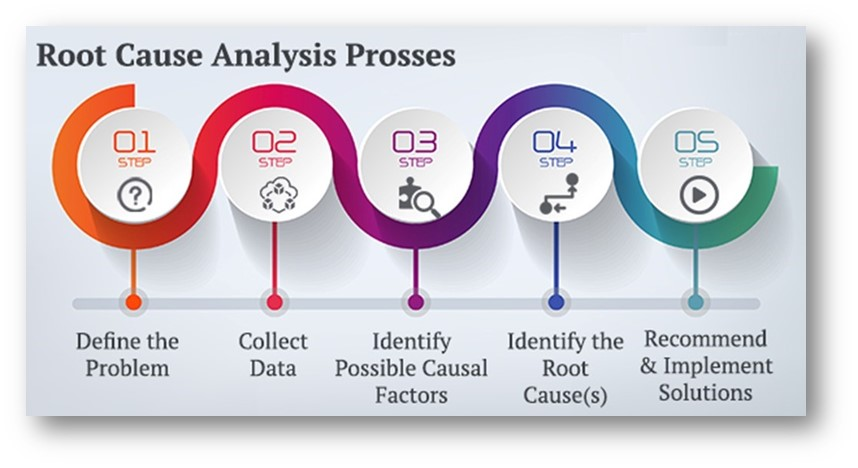 Root Cause Analysis Prosses
01
STEP
02
STEP
03
STEP
04
STEP
05
STEP
?
Define the
Problem
Collect
Data
Identify
Possible Causal
Factors
Identify the
Root
Cause(s)
Recommend
& Implement
Solutions